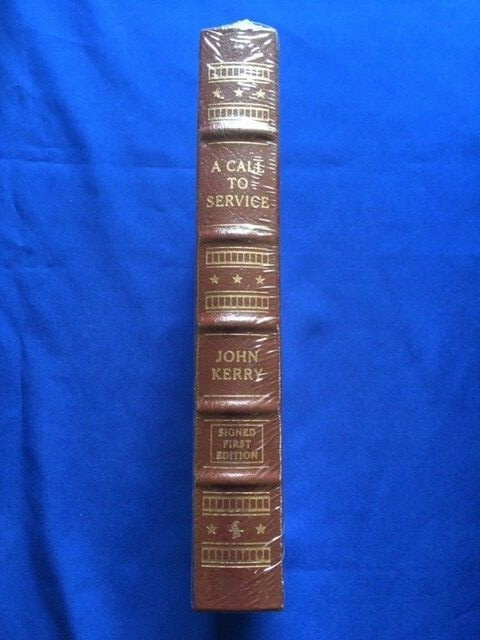 A CALL
TO
SERVICE
JOHN
KERRY
SIGNED
FIRST
EDITION